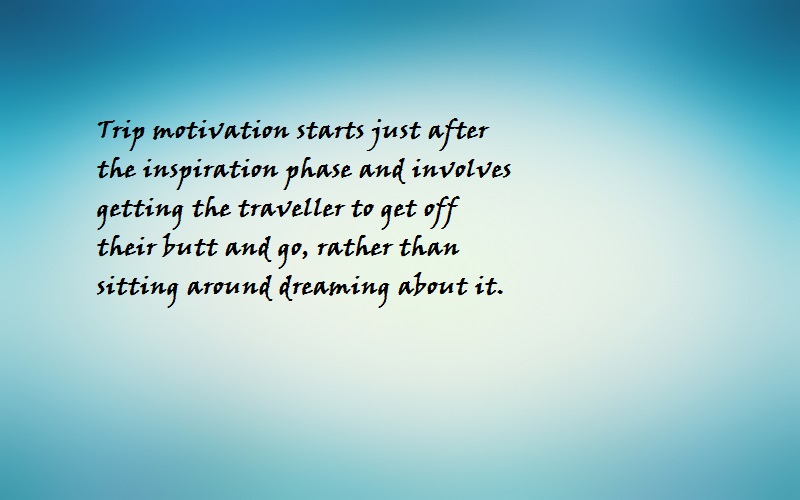 Trip motivation starts just after
the inspiration phase and involves
getting the traveller to get off
their butt and go, rather than
sitting around dreaming about it.